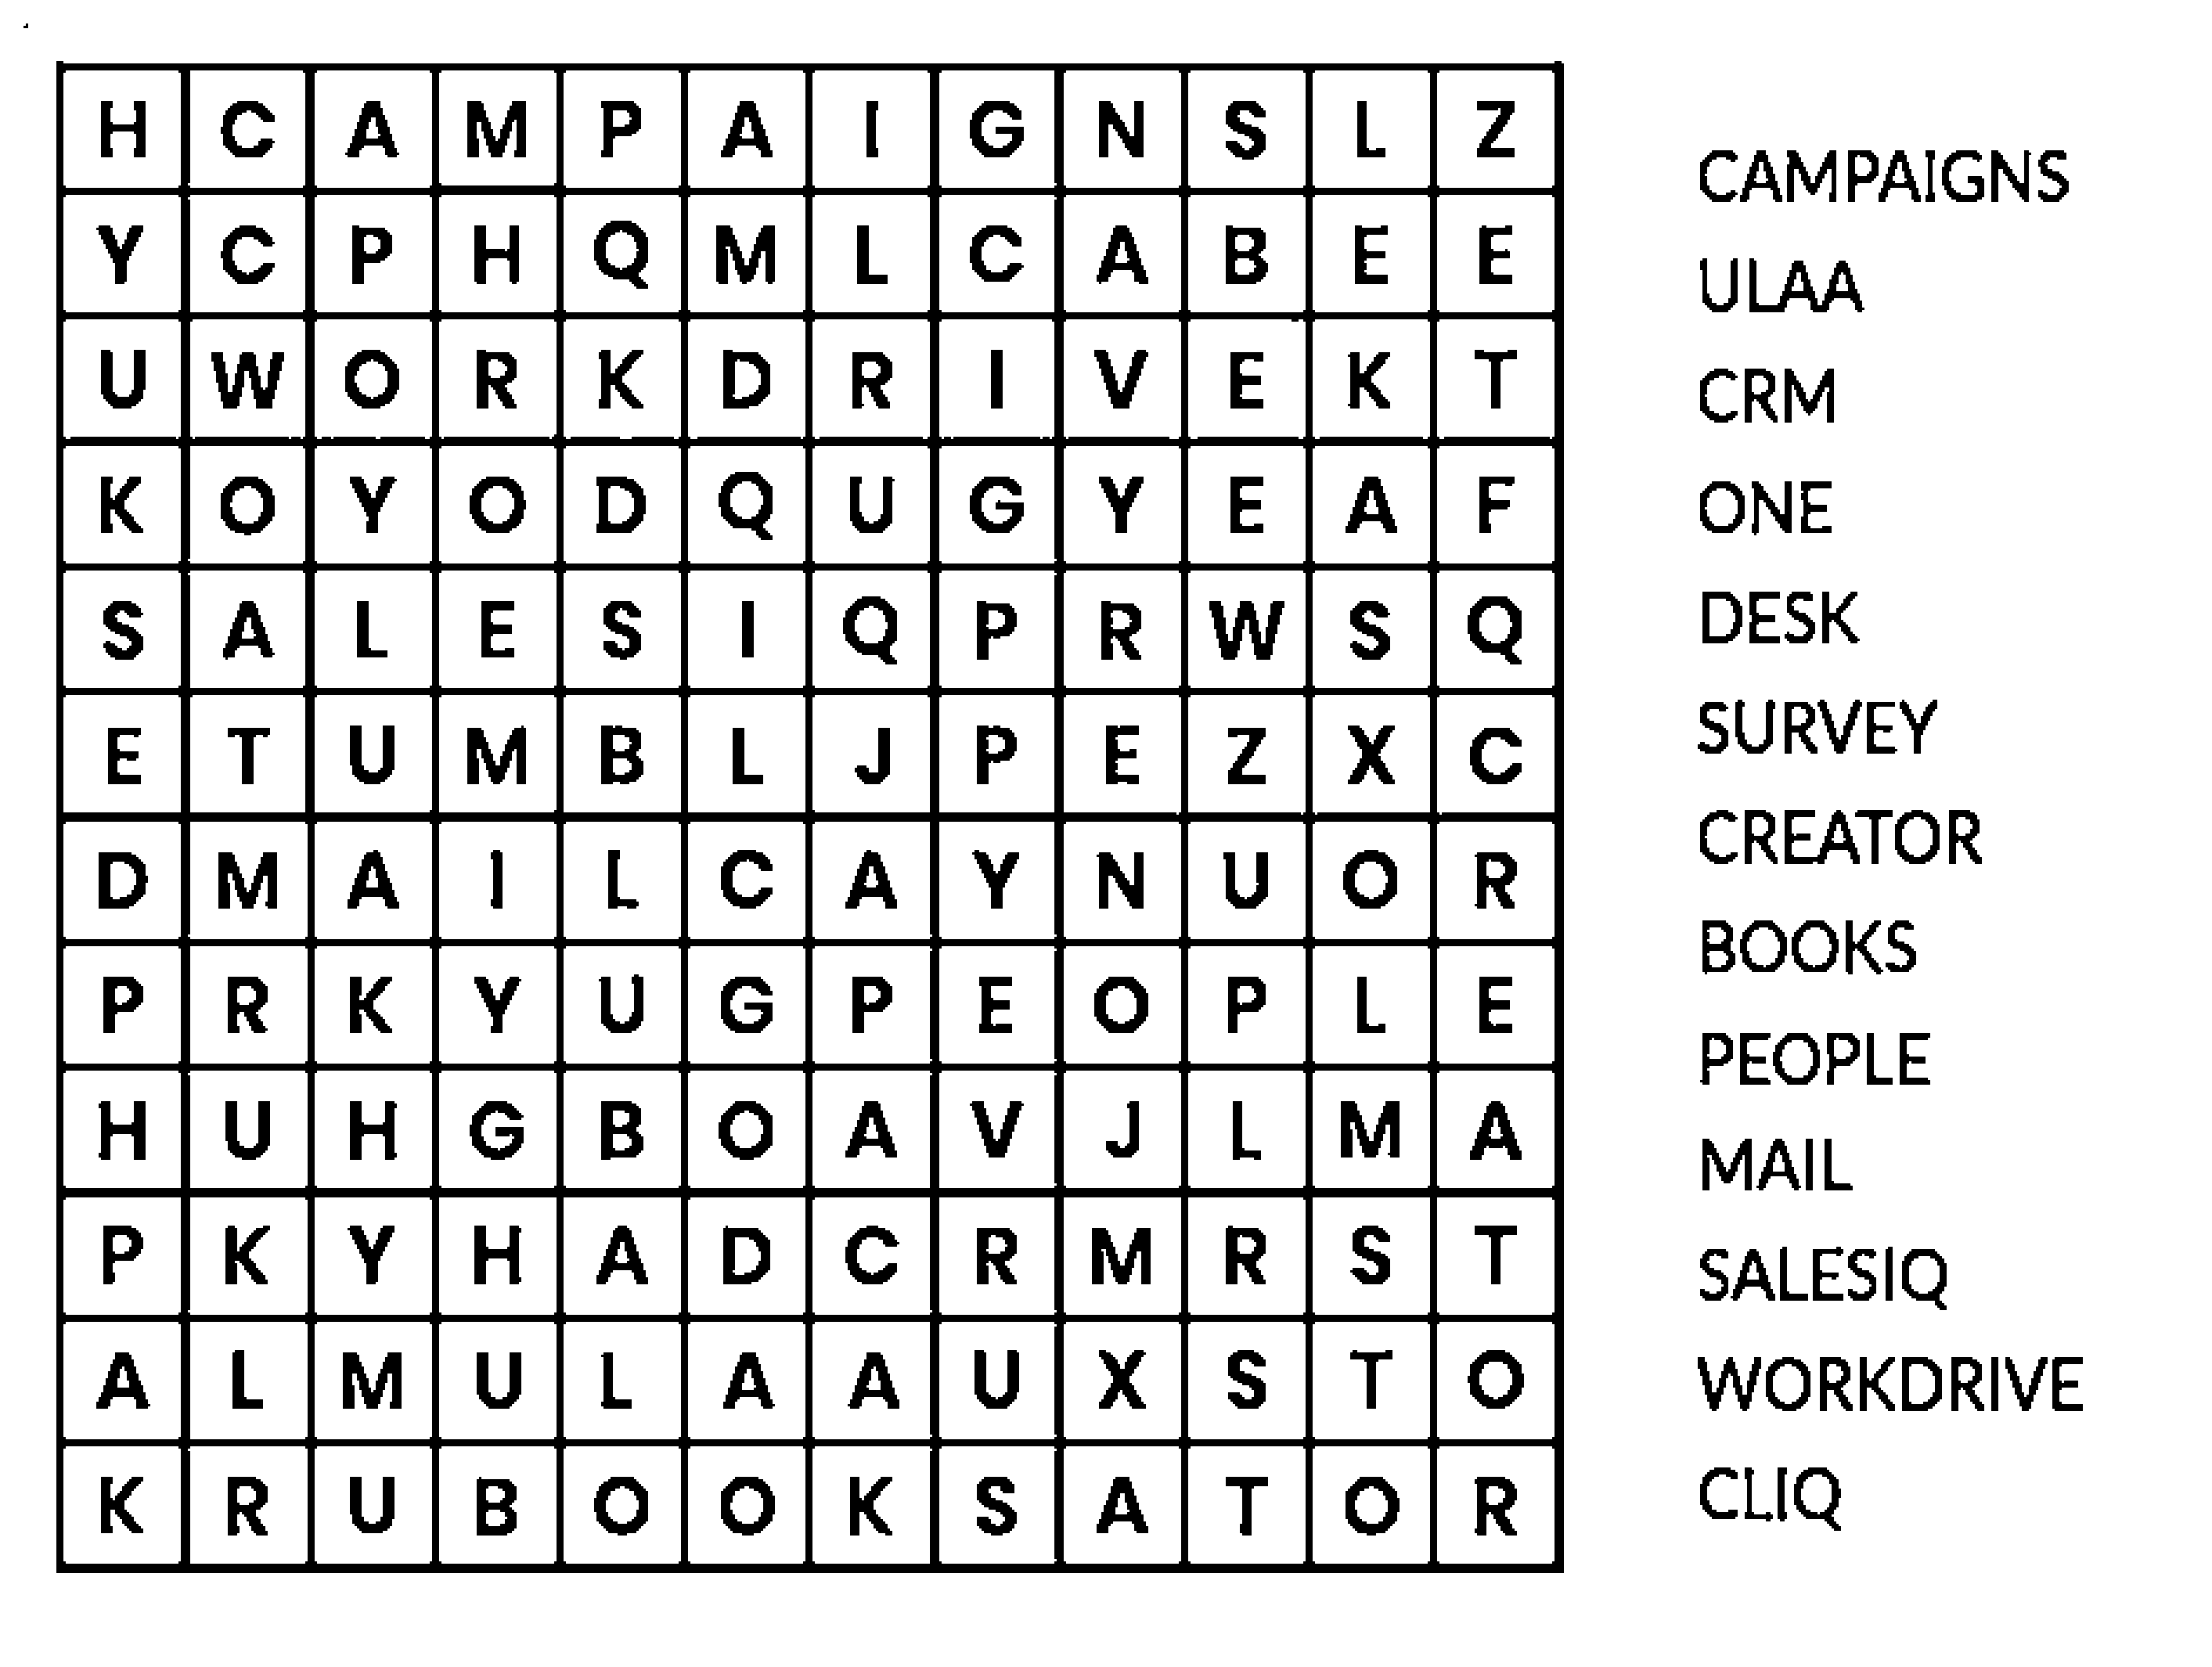 H C A M P A I G N S L Z
Y C P H Q M L C A B E E
U W O R K D R I V E K T
K O Y O D Q U G Y E A F
S A L E S I Q P R W S Q
E T U M B L J P E Z X C
D M A I L C A Y N U O R
P R K Y U G P E O P L E
H U H G B O A V J L M A
P K Y H A D C R M R S T
A L M U L A A U X S T O
K R U B O O K S A T O R
CAMPAIGNS
ULAA
CRM
ONE
DESK
SURVEY
CREATOR
BOOKS
PEOPLE
MAIL
SALESIQ
WORKDRIVE
CLIQ